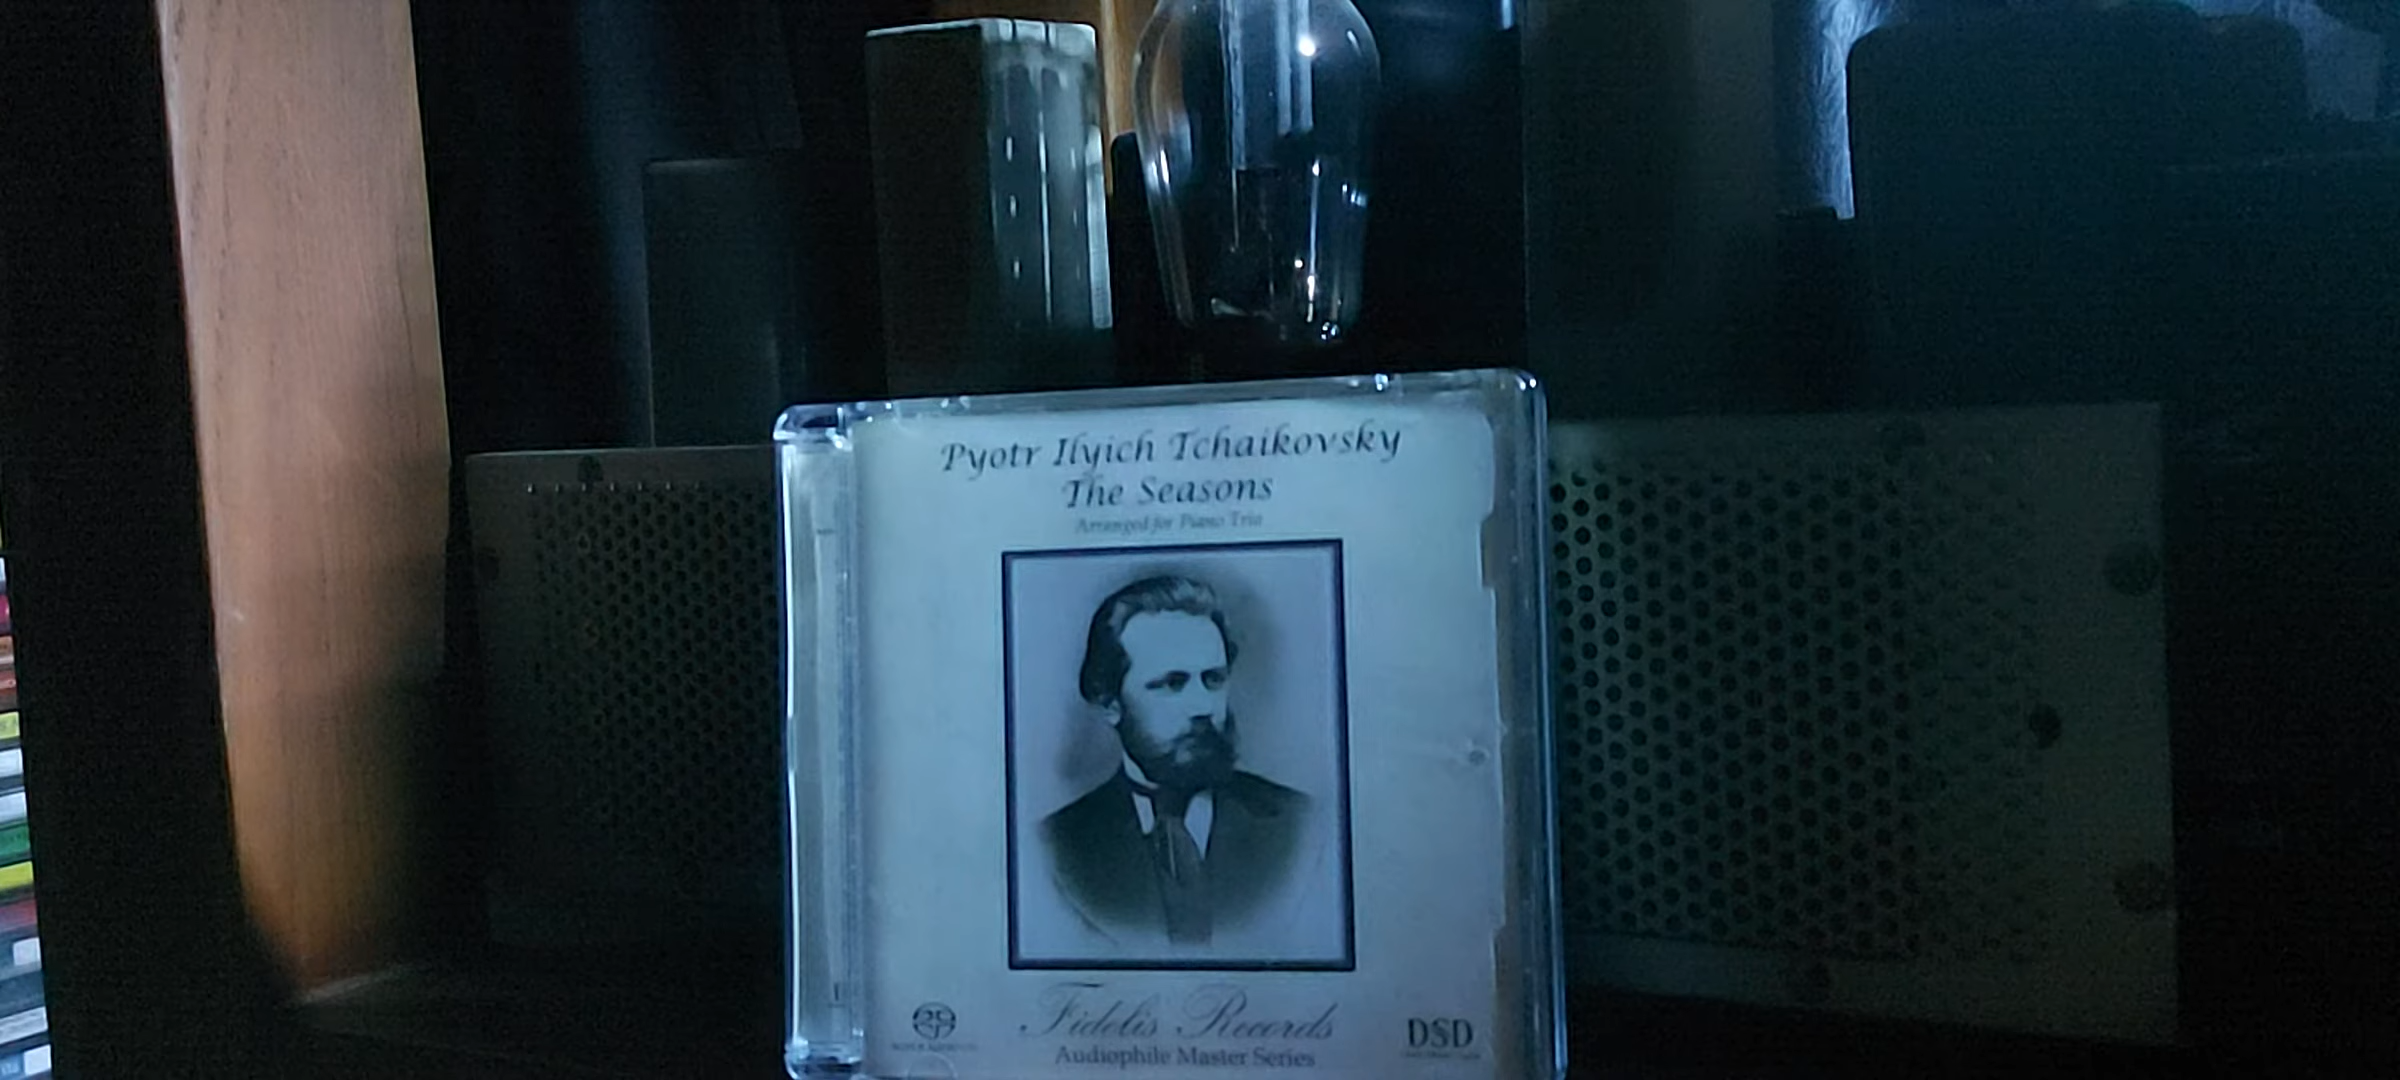 Pyotr Ilyich Tchaikovsky
The Seasons
Arranged for Piano Trio
Fidelis Records
DSD
Audiophile Master Series